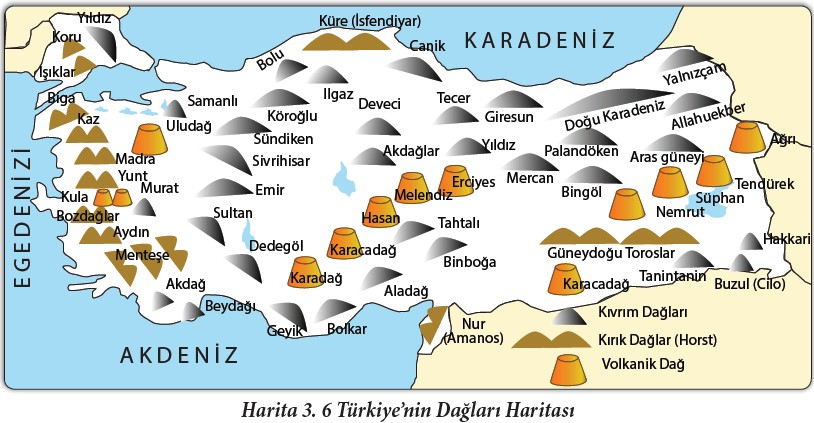 Yıldız
Koru
Işıklar
Küre (İsfendiyar)
KARADENİZ
Canik
Bolu
Ilgaz
Yalnızçam
Biga
Kaz
Samanlı
Uludağ
Köroğlu
Deveci
Tecer
Giresun
Doğu Karadeniz
Allahuekber
Ağrı
Sündiken
Akdağlar
Yıldız
Palandöken
Aras güneyi
Madra
Sivrihisar
Yunt
Murat
Emir
Melendiz
Erciyes
Mercan
Bingöl
Süphan
Tendürek
Kula
Bozdağlar
Sultan
Hasan
Nemrut
EGEDENİZİ
Aydın
Menteşe
Dedegöl
Karacadağ
Tahtalı
Binboğa
Güneydoğu Toroslar
Hakkari
Karadağ
Akdağ
Beydağı
Aladağ
Karacadağ
Tanintanin
Buzul (Cilo)
Geyik
Bolkar
Nur
(Amanos)
AKDENİZ
Kıvrım Dağları
Kırık Dağlar (Horst)
Volkanik Dağ
Harita 3. 6 Türkiye’nin Dağları Haritası